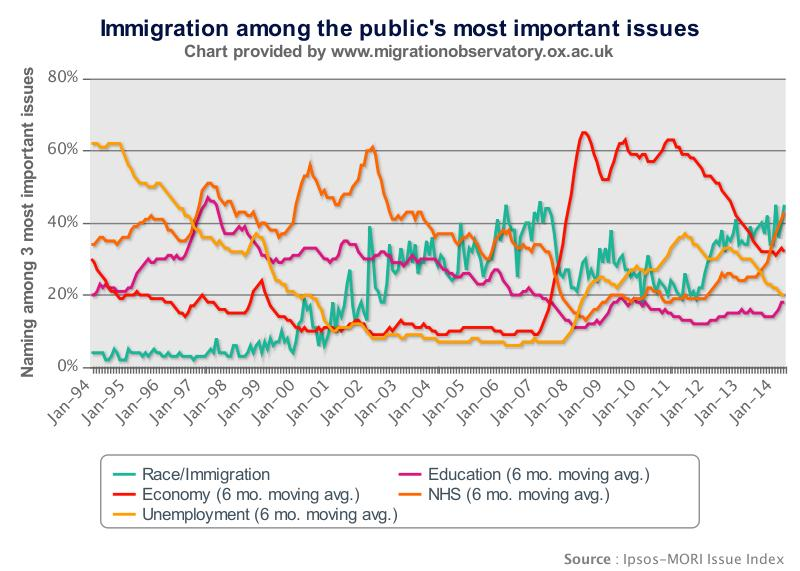 Immigration among the public's most important issues
Chart provided by www.migrationobservatory.ox.ac.uk
Naming among 3 most important issues
80%
60%
40%
20%
0%
Jan-94
Jan-95
Jan-96
Jan-97
Jan-98
Jan-99
Jan-00
Jan-01
Jan-02
Jan-03
Jan-04
Jan-05
Jan-06
Jan-07
Jan-08
Jan-09
Jan-10
Jan-11
Jan-12
Jan-13
Jan-14
Race/Immigration
Education (6 mo. moving avg.)
Economy (6 mo. moving avg.)
NHS (6 mo. moving avg.)
Unemployment (6 mo. moving avg.)
Source : Ipsos-MORI Issue Index